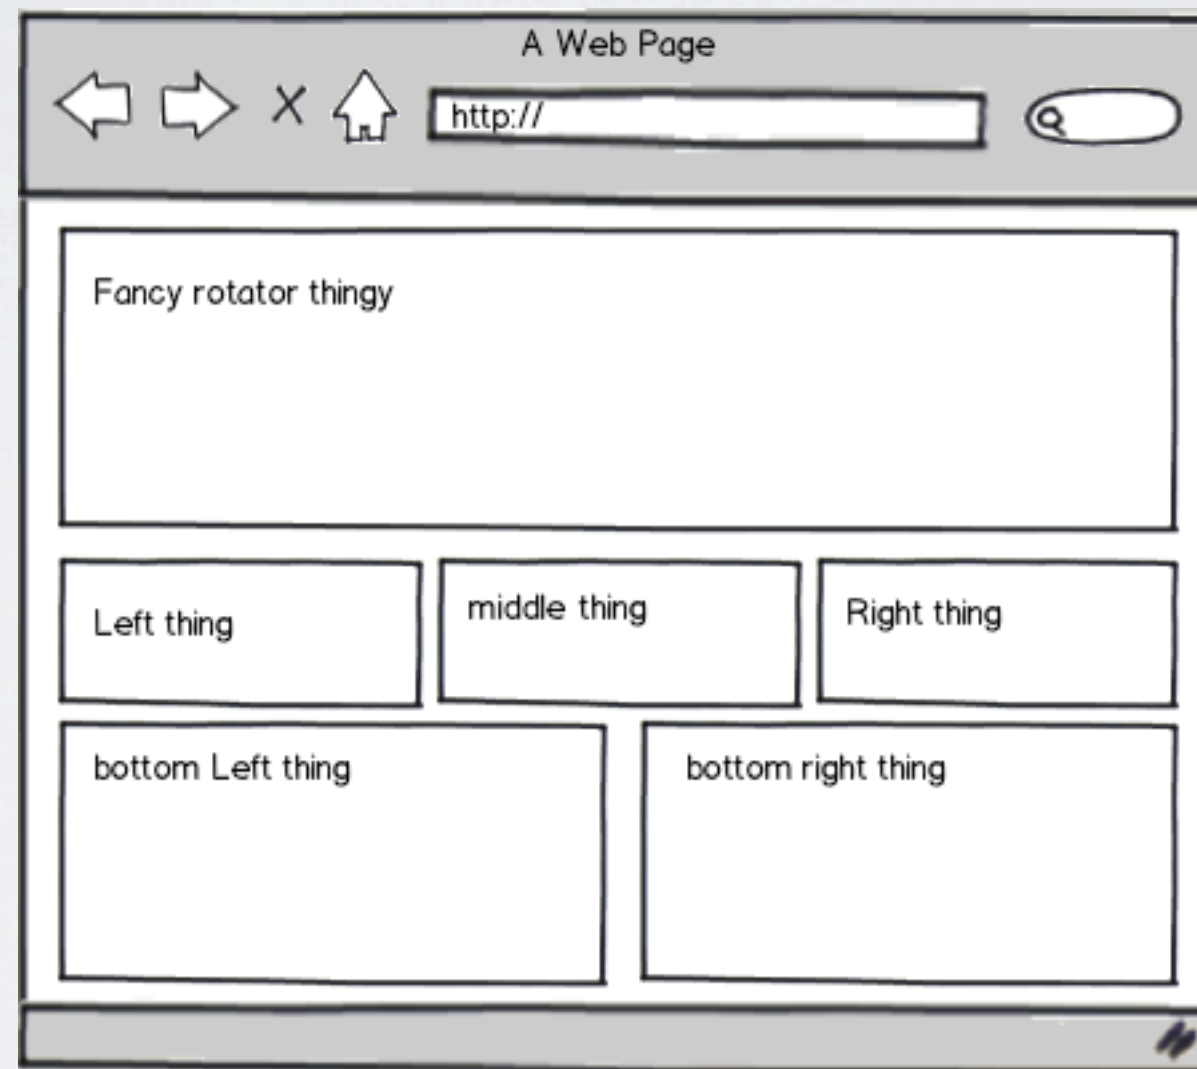 A Web Page
http://
Fancy rotator thingy
Left thing
middle thing
Right thing
bottom Left thing
bottom right thing